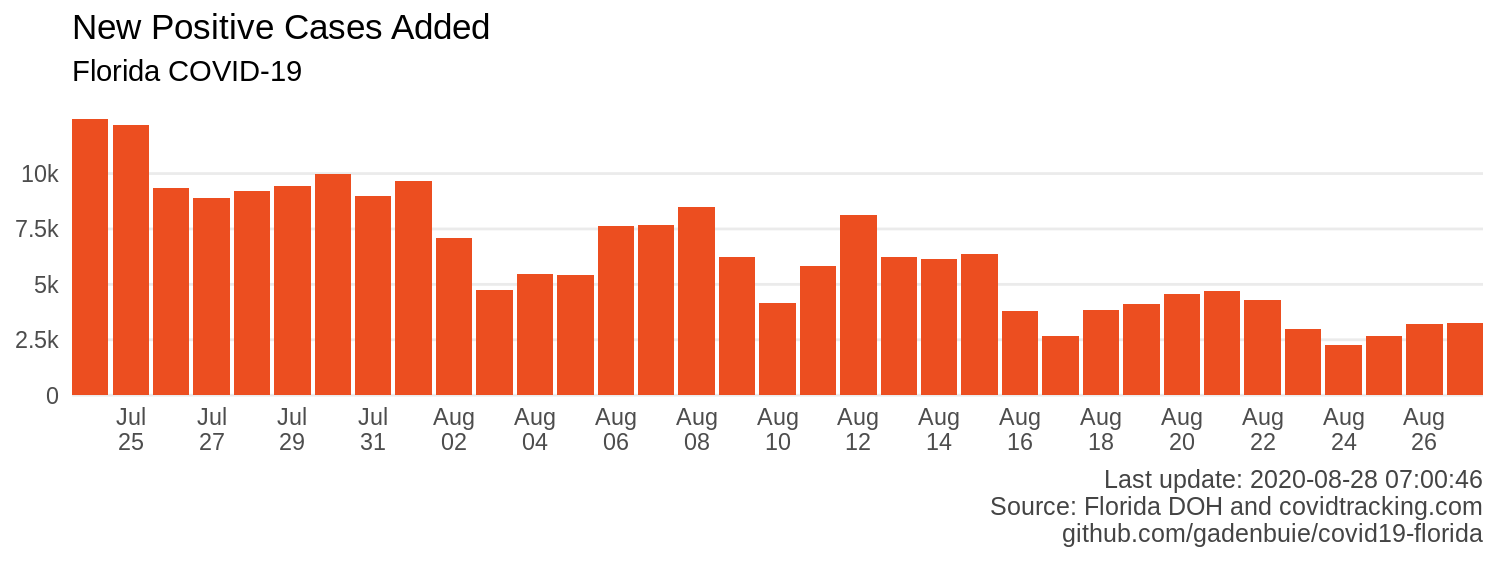 New Positive Cases Added
Florida COVID-19
10k
7.5k
5k
2.5k
0
Jul Jul Jul Jul Aug Aug Aug Aug Aug Aug Aug Aug Aug Aug Aug Aug Aug
25 27 29 31 02 04 06 08 10 12 14 16 18 20 22 24 26
Last update: 2020-08-28 07:00:46
Source: Florida DOH and covidtracking.com
github.com/gadenbuie/covid19-florida